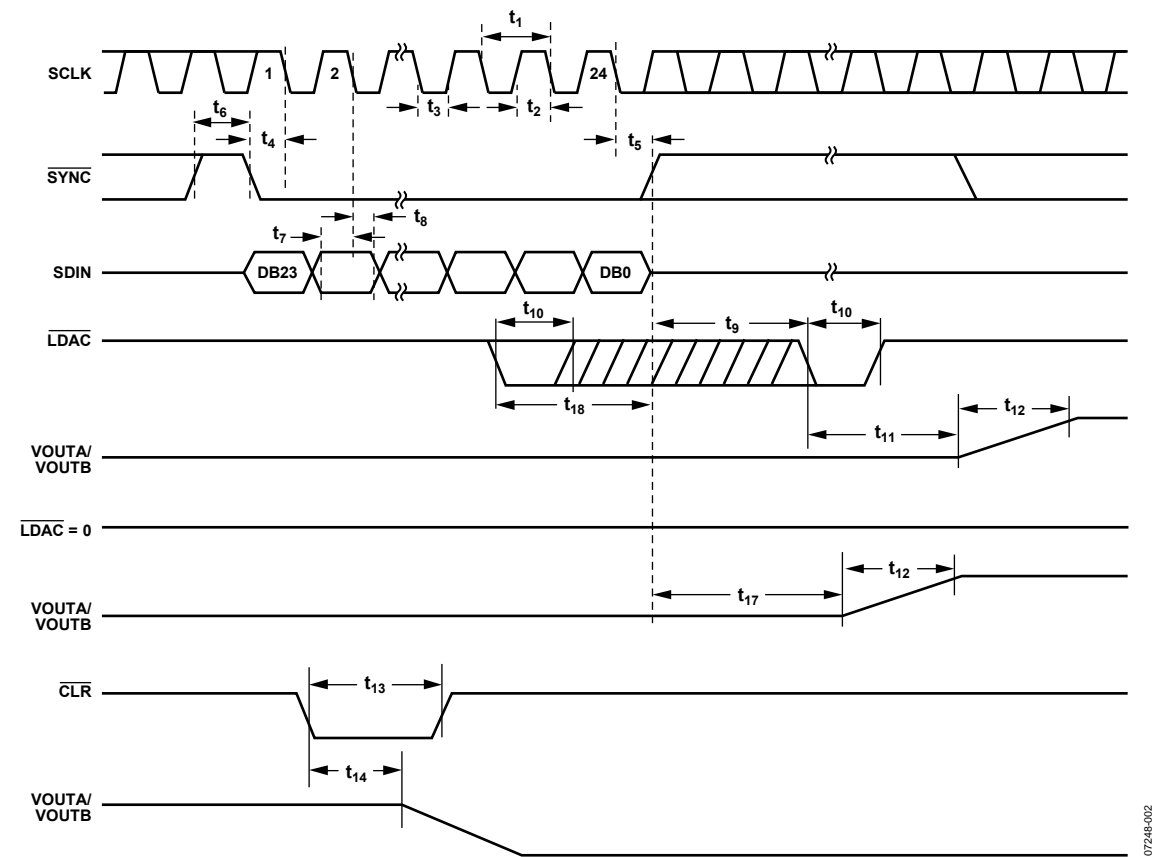 t1
SCLK
1
2
24
t3
t2
t6
t4
t5
SYNC
t8
t7
SDIN
DB23
DB0
t10
t9
t10
LDAC
t18
t12
t11
VOUTA/
VOUTB
LDAC = 0
t12
t17
VOUTA/
VOUTB
CLR
t13
t14
VOUTA/
VOUTB
07248-002